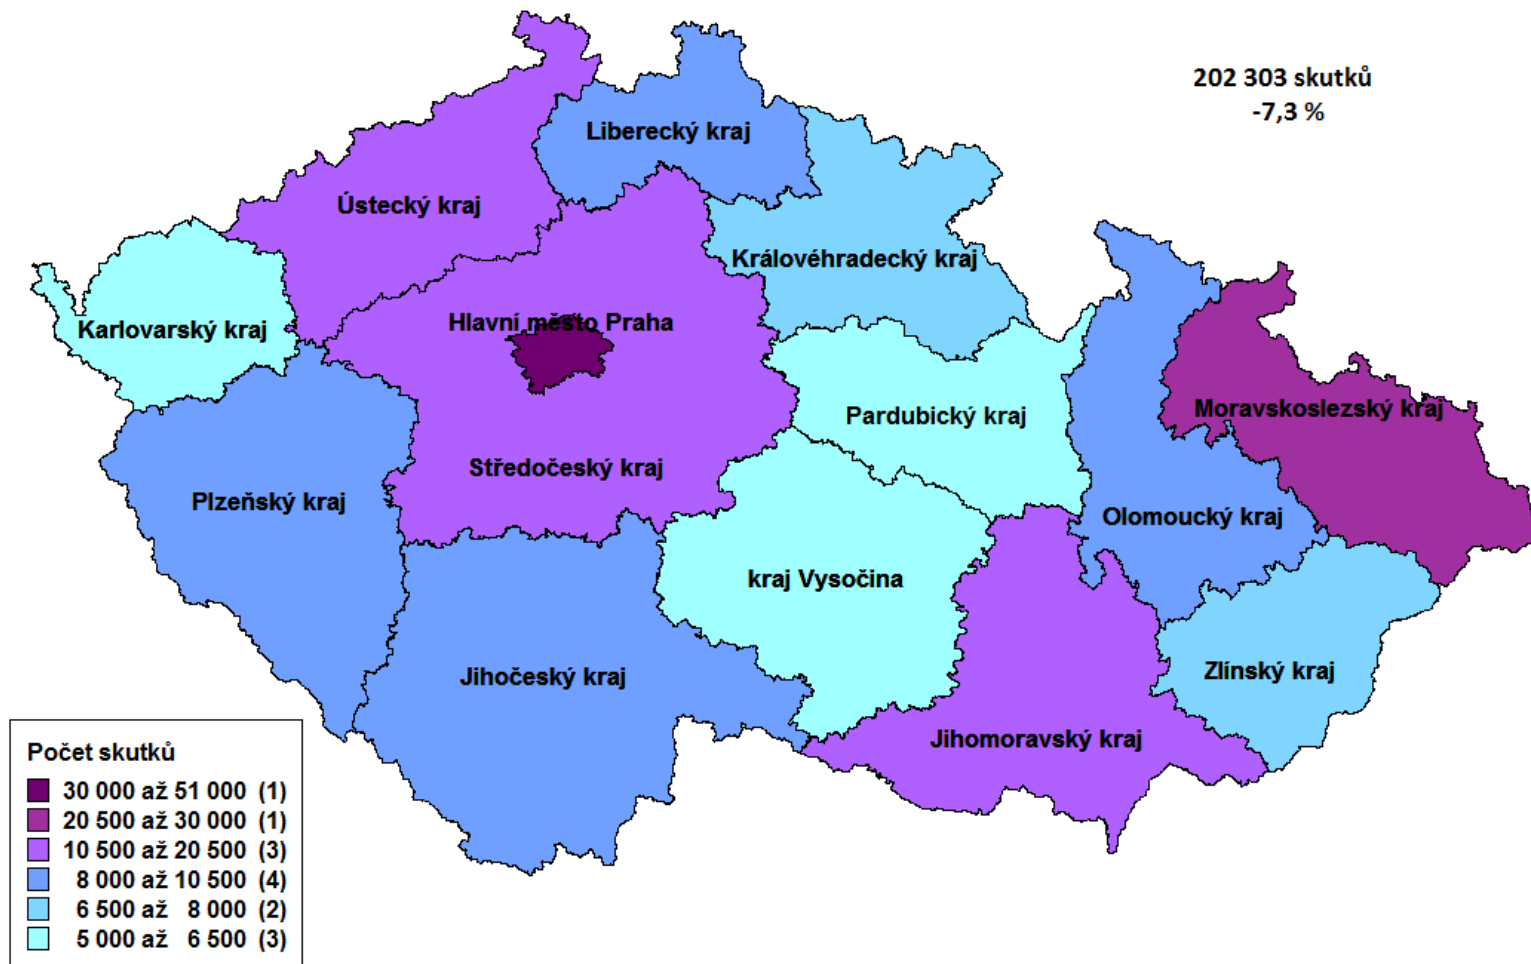 202 303 skutků
-7,3 %
Liberecký kraj
Ústecký kraj
Královéhradecký kraj
Karlovarský kraj
Hlavní město Praha
Moravskoslezský kraj
Pardubický kraj
Středočeský kraj
Plzeňský kraj
Olomoucký kraj
kraj Vysočina
Zlínský kraj
Jihočeský kraj
Jihomoravský kraj
Počet skutků
30 000 až 51 000 (1)
20 500 až 30 000 (1)
10 500 až 20 500 (3)
8 000 až 10 500 (4)
6 500 až 8 000 (2)
5 000 až 6 500 (3)